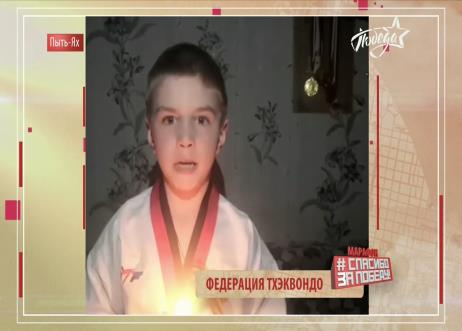 Пыть-Ях
Победа
ФЕДЕРАЦИЯ ТХЭКВОНДО
МАРАФОН
# СПАСИБО
ЗА ПОБЕДУ!